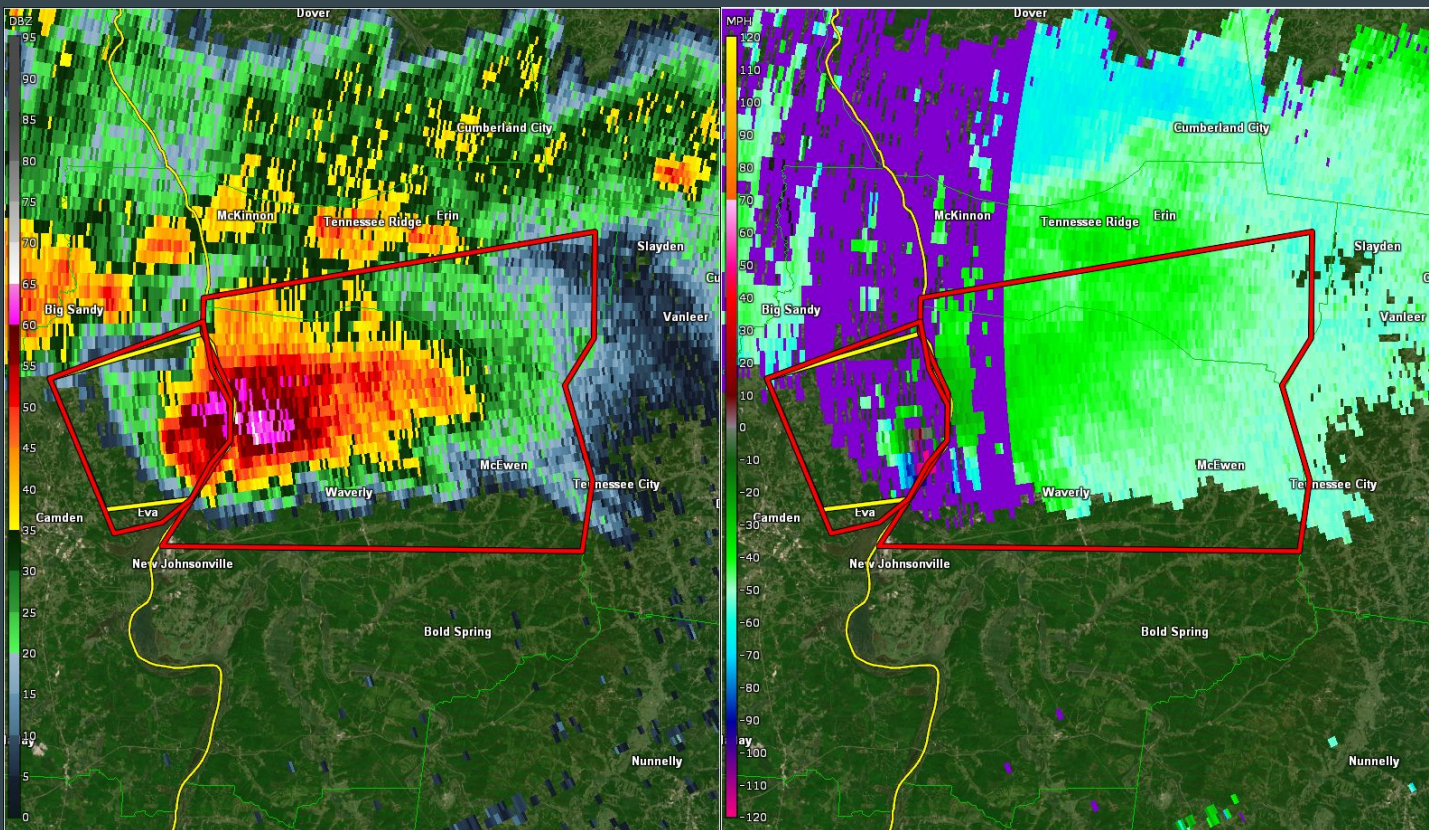 DBZ
95
90
85
80
75
70
65
60
55
50
45
40
35
30
25
20
15
10
5
0
Dover
Cumberland City
McKinnon
Tennessee Ridge
Erin
Slayden
Cu
Big Sandy
Vanleer
McEwen
Waverly
Tennessee City
Eva
Camden
New Johnsonville
Bold Spring
ay
Nunnelly
MPH
120
110
100
90
80
70
60
50
40
30
20
10
0
-10
-20
-30
-40
-50
-60
-70
-80
-90
-100
-110
-120
Dover
Cumberland City
McKinnon
Tennessee Ridge
Erin
Slayden
C
Big Sandy
Vanleer
McEwen
Waverly
Tennessee City
Eva
Camden
New Johnsonville
Bold Spring
ay
Nunnelly